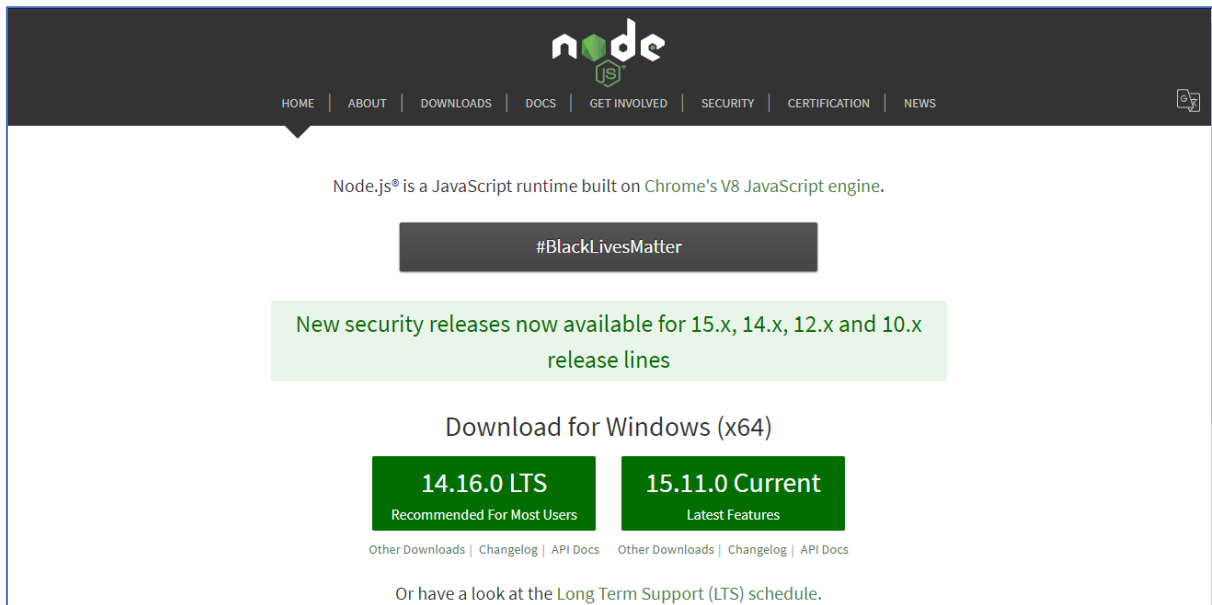 node
JS
HOME | ABOUT | DOWNLOADS | DOCS | GET INVOLVED | SECURITY | CERTIFICATION | NEWS
Node.js® is a JavaScript runtime built on Chrome's V8 JavaScript engine.
#BlackLivesMatter
New security releases now available for 15.x, 14.x, 12.x and 10.x
release lines
Download for Windows (x64)
14.16.0 LTS
Recommended For Most Users
15.11.0 Current
Latest Features
Other Downloads | Changelog | API Docs
Other Downloads | Changelog | API Docs
Or have a look at the Long Term Support (LTS) schedule.